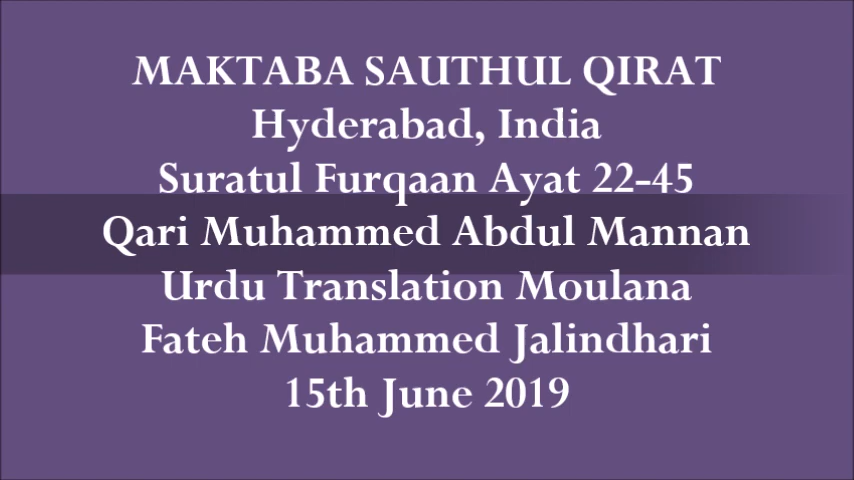 MAKTABA SAUTHUL QIRAT
Hyderabad, India
Suratul Furqaan Ayat 22-45
Qari Muhammed Abdul Mannan
Urdu Translation Moulana
Fateh Muhammed Jalindhari
15th June 2019